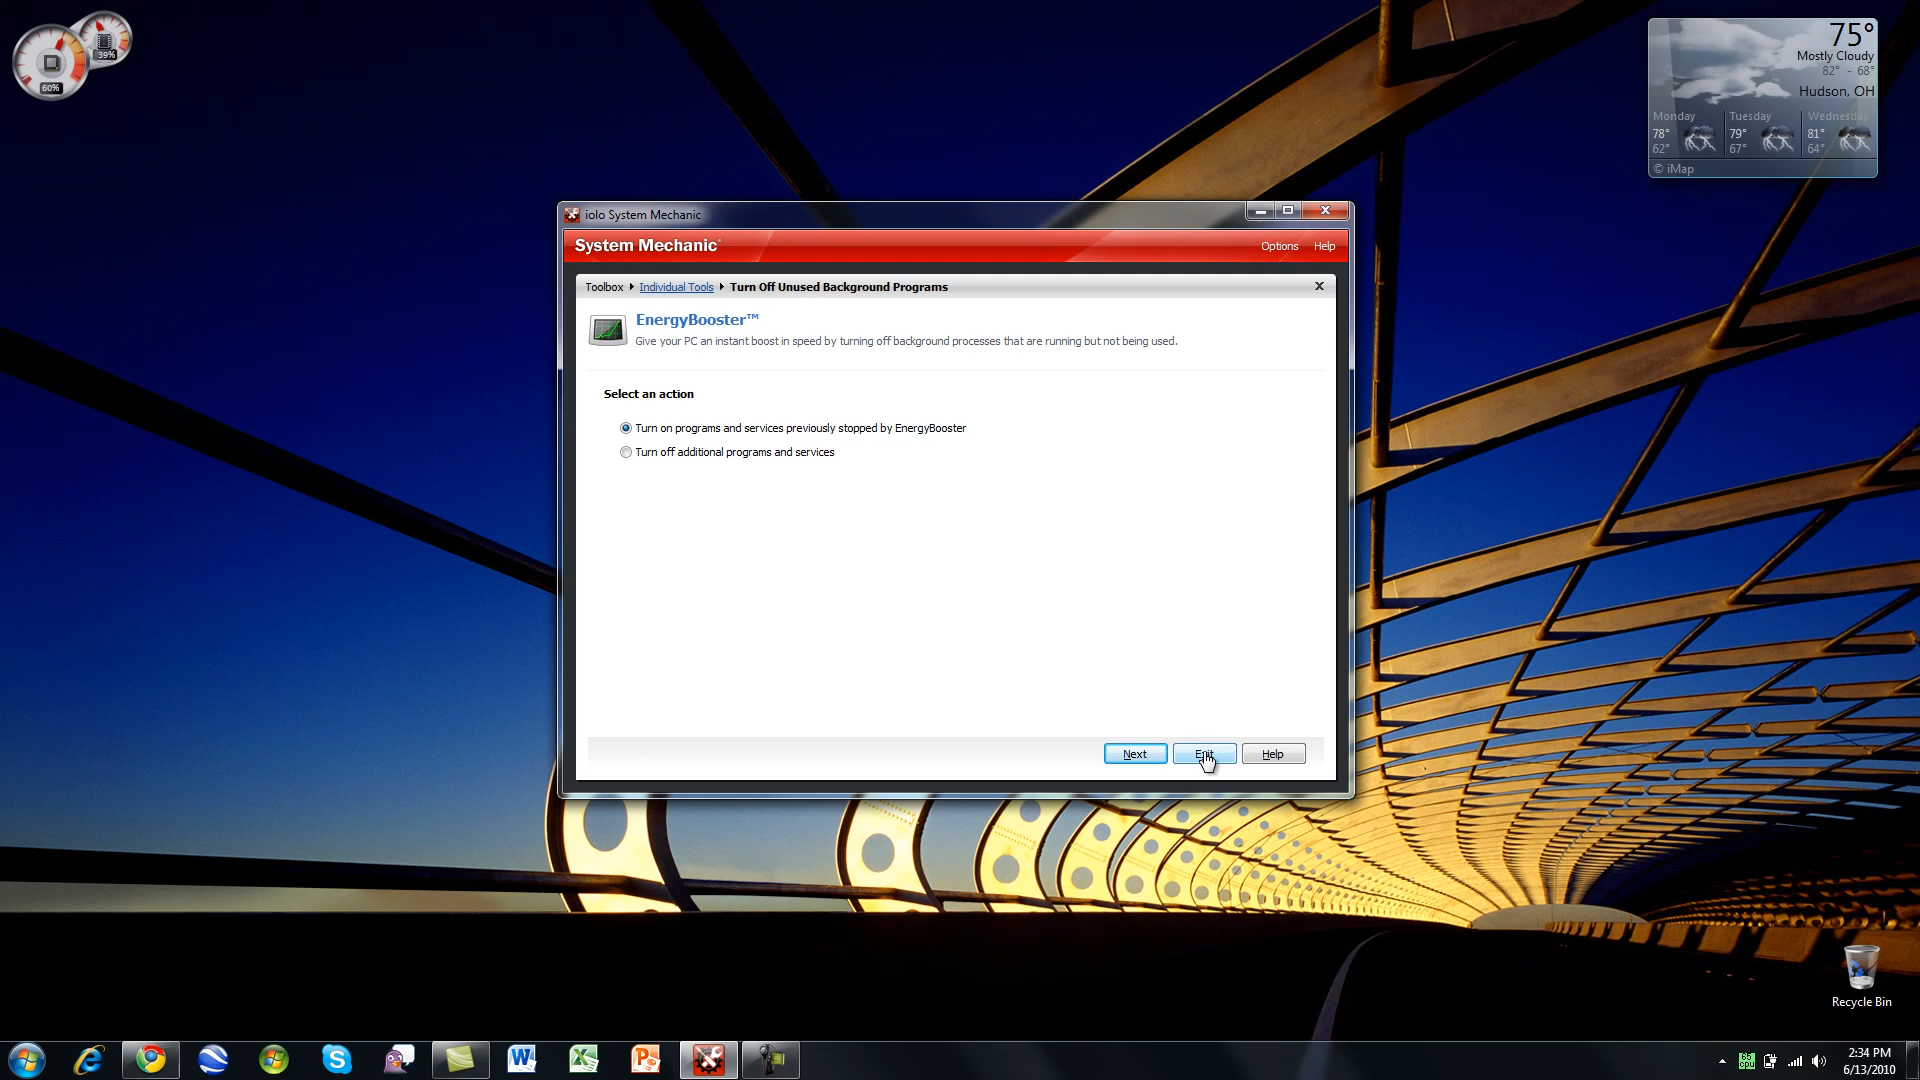 39%
60%
75°
Mostly Cloudy
82° - 68°
Hudson, OH
Monday Tuesday Wednesday
78° 79° 81°
62° 67° 64°
© iMap
iolo System Mechanic
System Mechanic
Options Help
Toolbox Individual Tools Turn Off Unused Background Programs
EnergyBooster™
Give your PC an instant boost in speed by turning off background processes that are running but not being used.
Select an action
Turn on programs and services previously stopped by EnergyBooster
Turn off additional programs and services
Next Exit Help
Recycle Bin
2:34 PM
6/13/2010